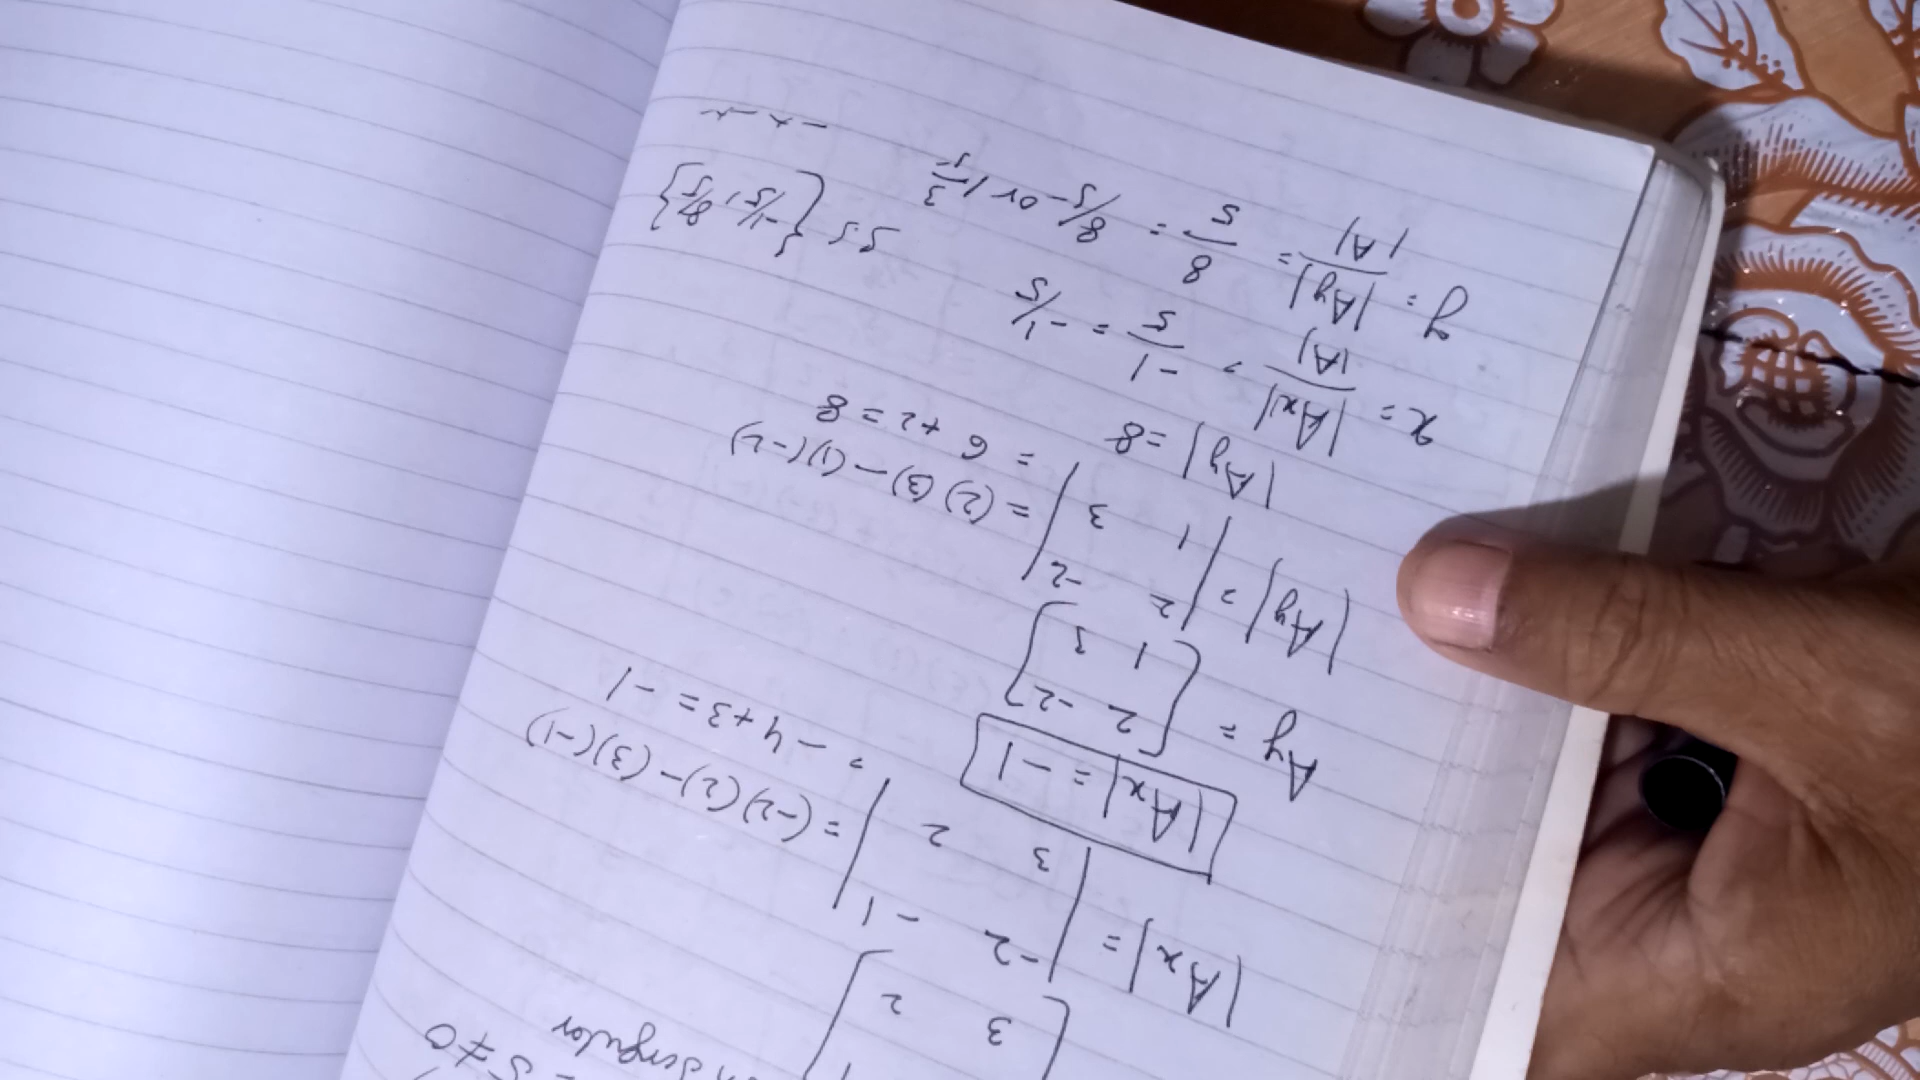 = 5 ≠ 0
3 2
|Ax| = | -2 -1 | = (-2)(2)-(3)(-1)
| 3 2 | = -4+3 = -1
|Ax| = -1
Ay = [ 2 -2 ]
[ 1 3 ]
|Ay| = | 2 -2 | = (2)(3)-(1)(-2)
| 1 3 | = 6+2=8
|Ay| = 8
x = |Ax| / |A| = -1 / 5 = -1/5
y = |Ay| / |A| = 8 / 5 = 8/5 - or 1 3/5
S.S {-1/5, 8/5}
-x-x-